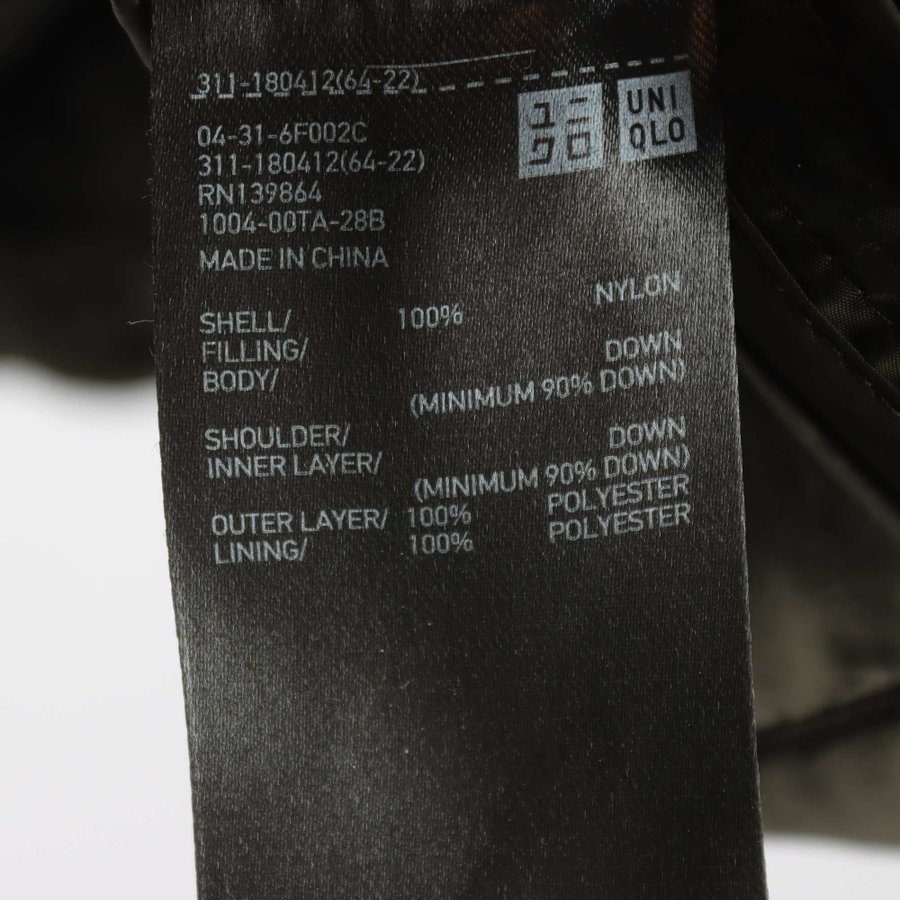 311-180412(64-22)
ユニ
クロ
UNI
QLO
04-31-6F002C
311-180412(64-22)
RN139864
1004-00TA-28B
MADE IN CHINA
SHELL/ 100% NYLON
FILLING/
BODY/ DOWN
(MINIMUM 90% DOWN)
SHOULDER/
INNER LAYER/ DOWN
(MINIMUM 90% DOWN)
OUTER LAYER/ 100% POLYESTER
LINING/ 100% POLYESTER